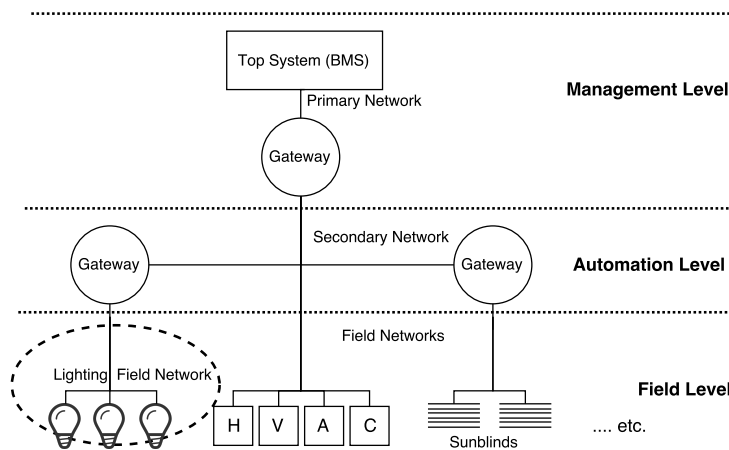 Top System (BMS)
Primary Network
Management Level
Gateway
Secondary Network
Gateway
Gateway
Automation Level
Field Networks
Lighting Field Network
Field Level
H V A C
Sunblinds
.... etc.